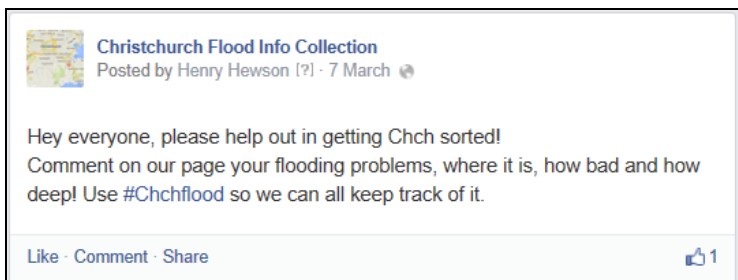 Christchurch Flood Info Collection
Posted by Henry Hewson [?] · 7 March
Hey everyone, please help out in getting Chch sorted!
Comment on our page your flooding problems, where it is, how bad and how
deep! Use #Chchflood so we can all keep track of it.
Like · Comment · Share 1